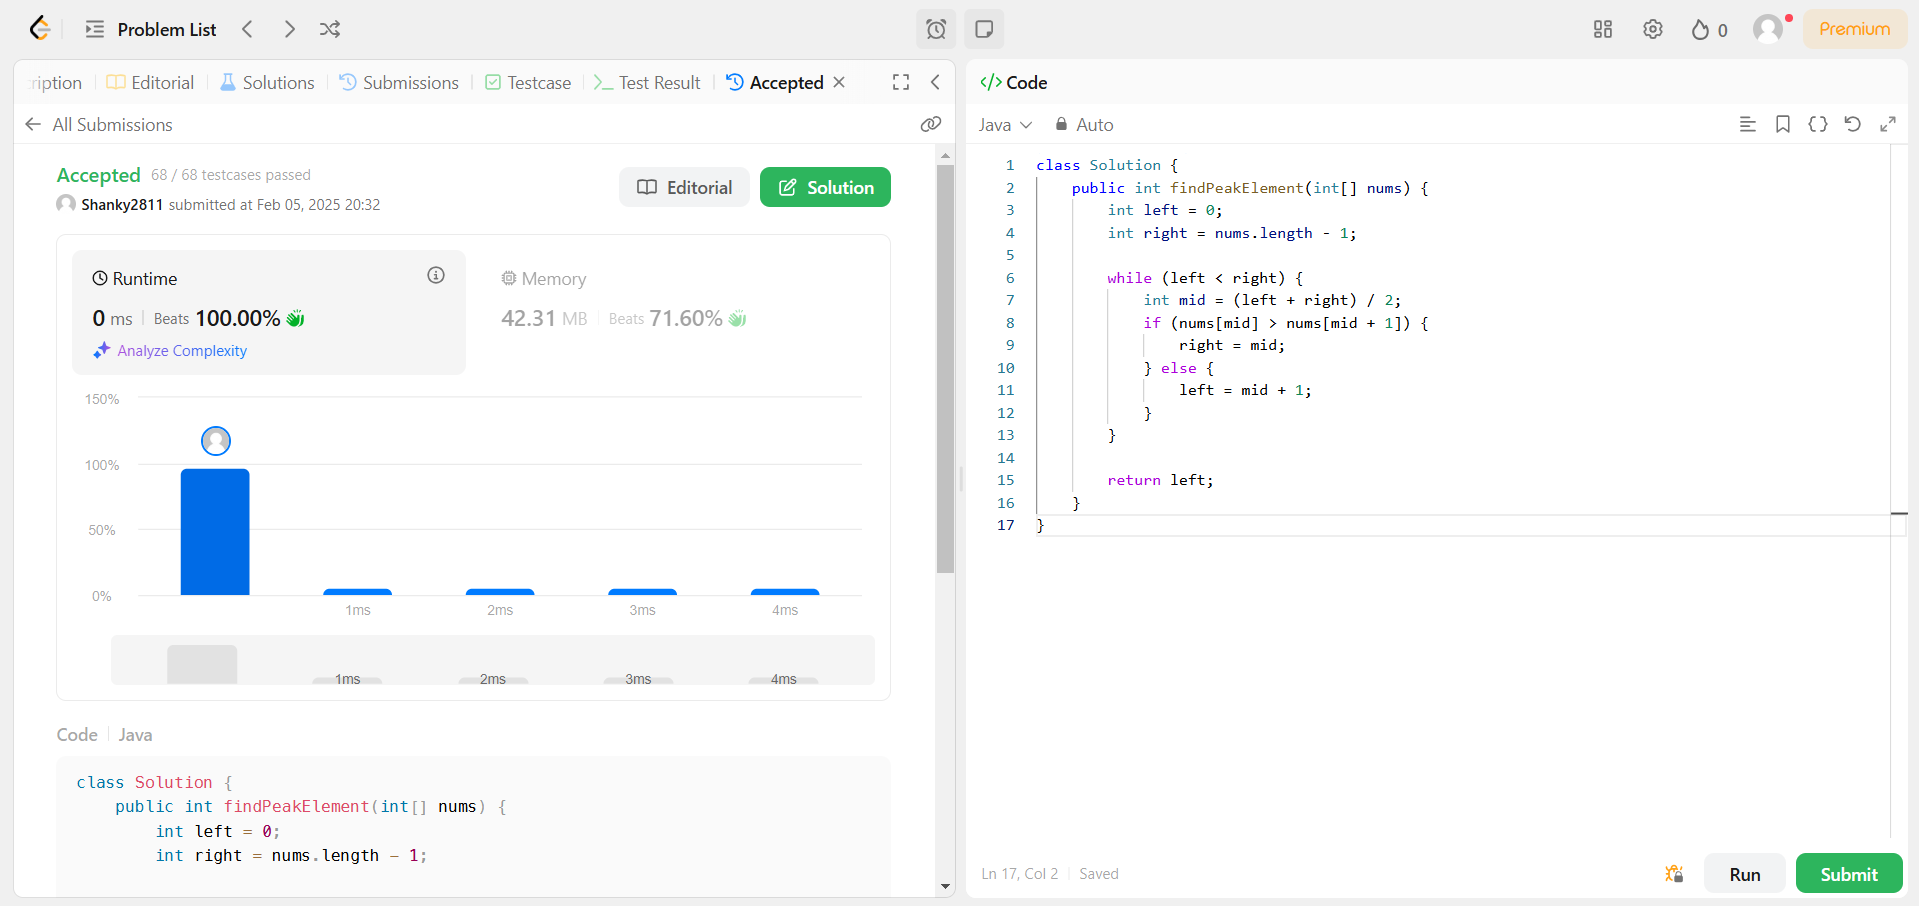 Problem List
0
Premium
ription
Editorial
Solutions
Submissions
Testcase
Test Result
Accepted
All Submissions
Accepted 68 / 68 testcases passed
Shanky2811 submitted at Feb 05, 2025 20:32
Editorial
Solution
Runtime
0 ms Beats 100.00%
Analyze Complexity
Memory
42.31 MB Beats 71.60%
150%
100%
50%
0%
1ms 2ms 3ms 4ms
1ms 2ms 3ms 4ms
Code Java
class Solution {
    public int findPeakElement(int[] nums) {
        int left = 0;
        int right = nums.length - 1;
</> Code
Java Auto
1 class Solution {
2     public int findPeakElement(int[] nums) {
3         int left = 0;
4         int right = nums.length - 1;
5
6         while (left < right) {
7             int mid = (left + right) / 2;
8             if (nums[mid] > nums[mid + 1]) {
9                 right = mid;
10             } else {
11                 left = mid + 1;
12             }
13         }
14
15         return left;
16     }
17 }
Ln 17, Col 2 Saved
Run
Submit